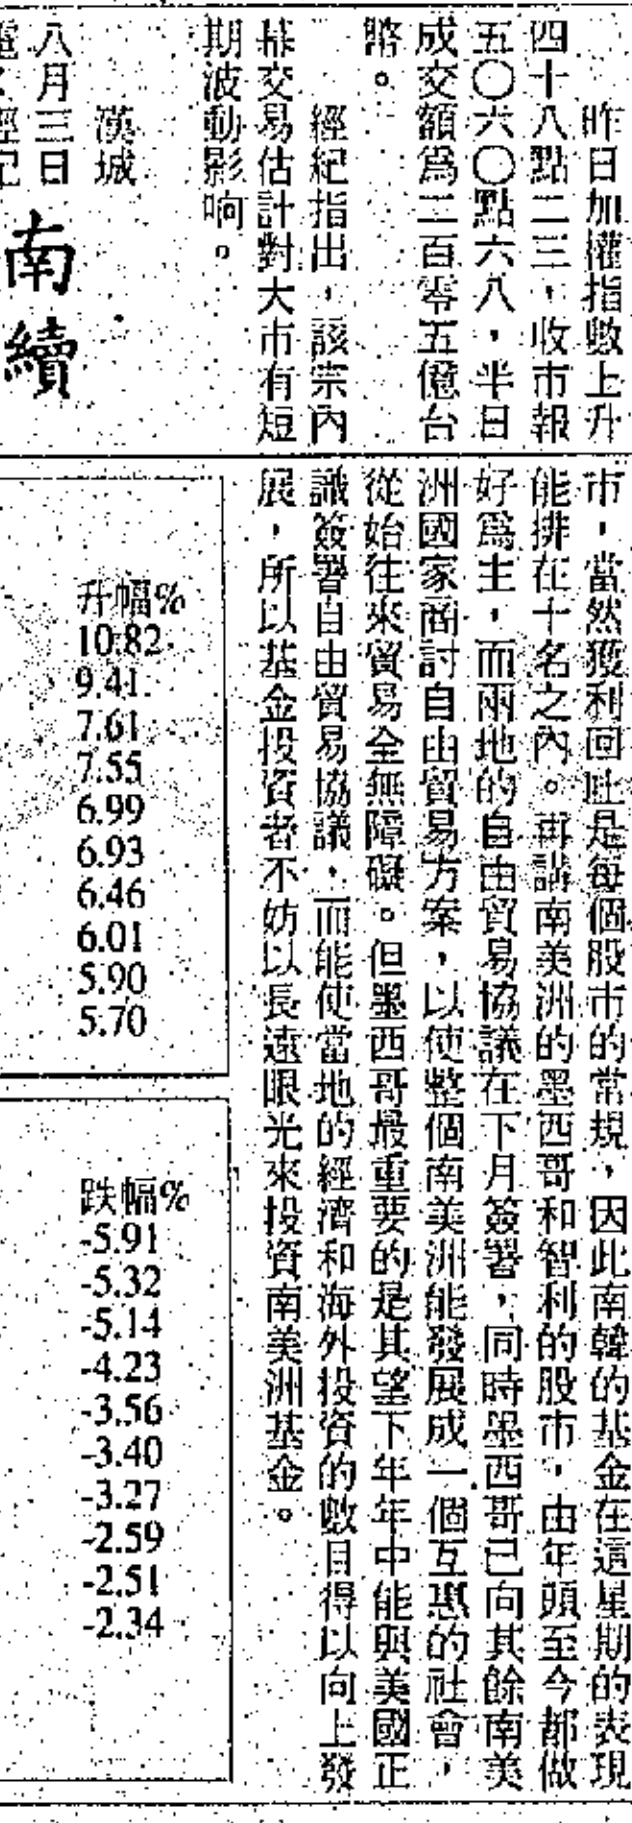 昨日加權指數上升
四十八點二三，收市報
五〇六〇點六八，半日
成交額爲二百零五億台
幣。
經紀指出，該宗內
幕交易估計對大市有短
期波動影响。
漢城
八月三日
南
續
市，當然獲利回吐是每個股市的常規，因此南韓的基金在這星期的表現
能排在十名之內。再講南美洲的墨西哥和智利的股市，由年頭至今都做
好爲主，而兩地的自由貿易協議在下月簽署，同時墨西哥已向其餘南美
洲國家商討自由貿易方案，以使整個南美洲能發展成一個互惠的社會，
從始往來貿易全無障礙。但墨西哥最重要的是其望下年年中能與美國正
識簽署自由貿易協議，而能使當地的經濟和海外投資的數目得以向上發
展，所以基金投資者不妨以長遠眼光來投資南美洲基金。
升幅%
10.82
9.41
7.61
7.55
6.99
6.93
6.46
6.01
5.90
5.70
跌幅%
-5.91
-5.32
-5.14
-4.23
-3.56
-3.40
-3.27
-2.59
-2.51
-2.34